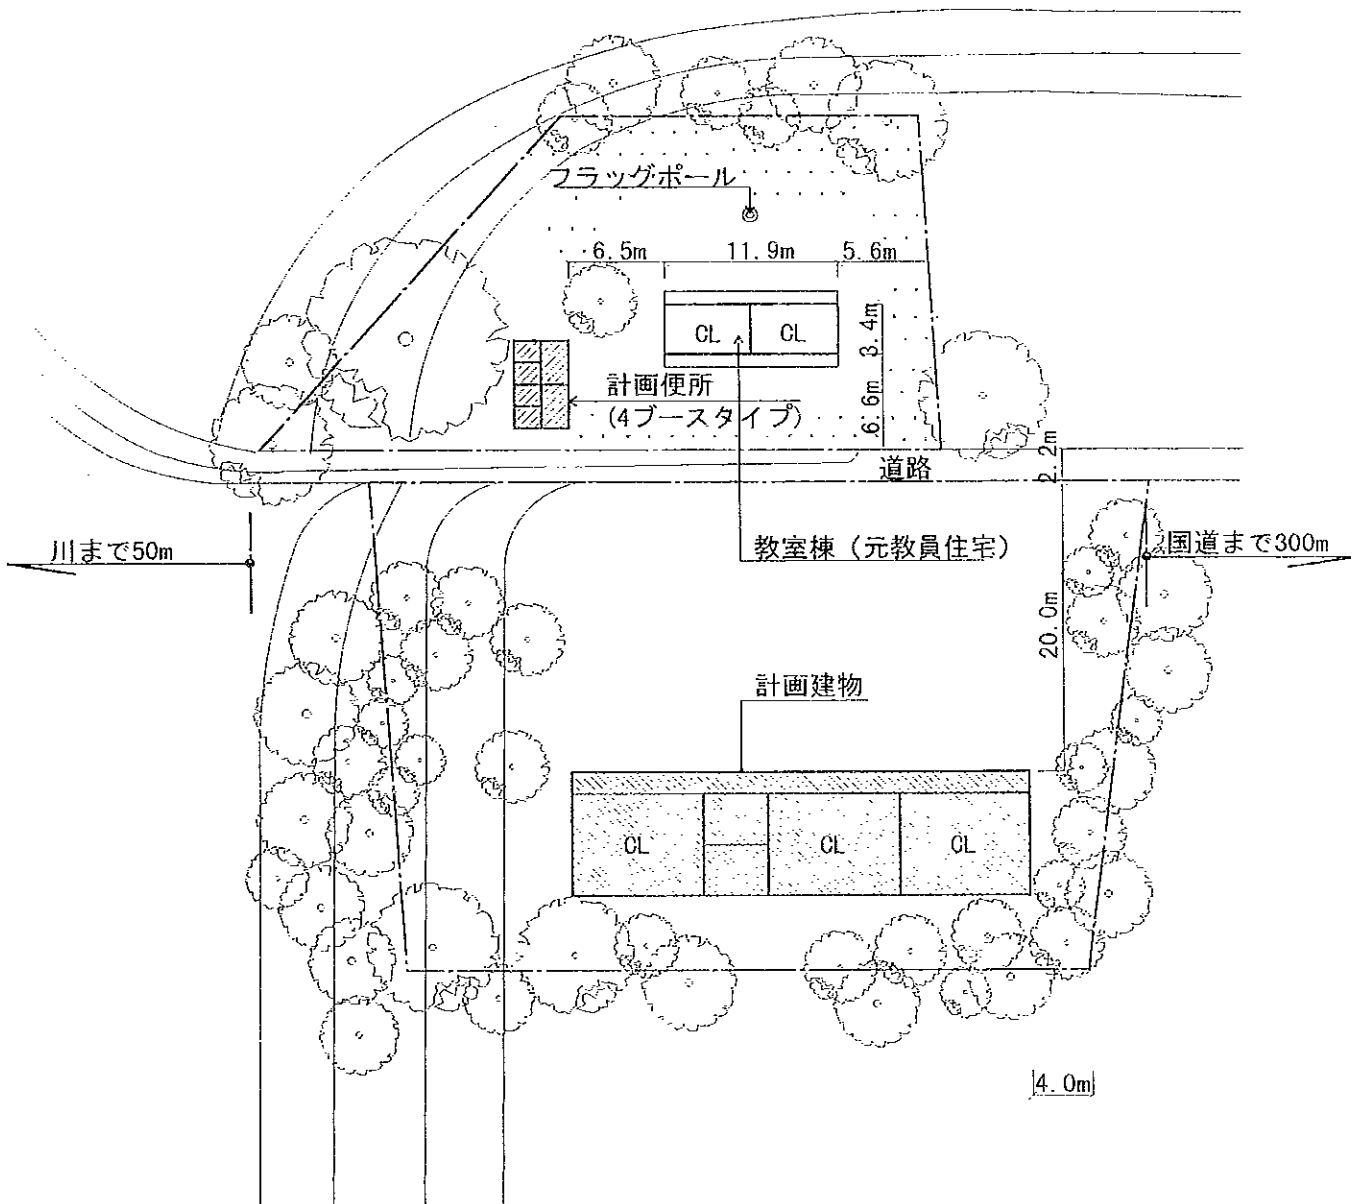 フラッグポール
6.5m
11.9m
5.6m
CL
CL
3.4m
6.6m
計画便所
(4ブースタイプ)
道路
2.2m
川まで50m
教室棟（元教員住宅）
国道まで300m
20.0m
計画建物
CL
CL
CL
4.0m